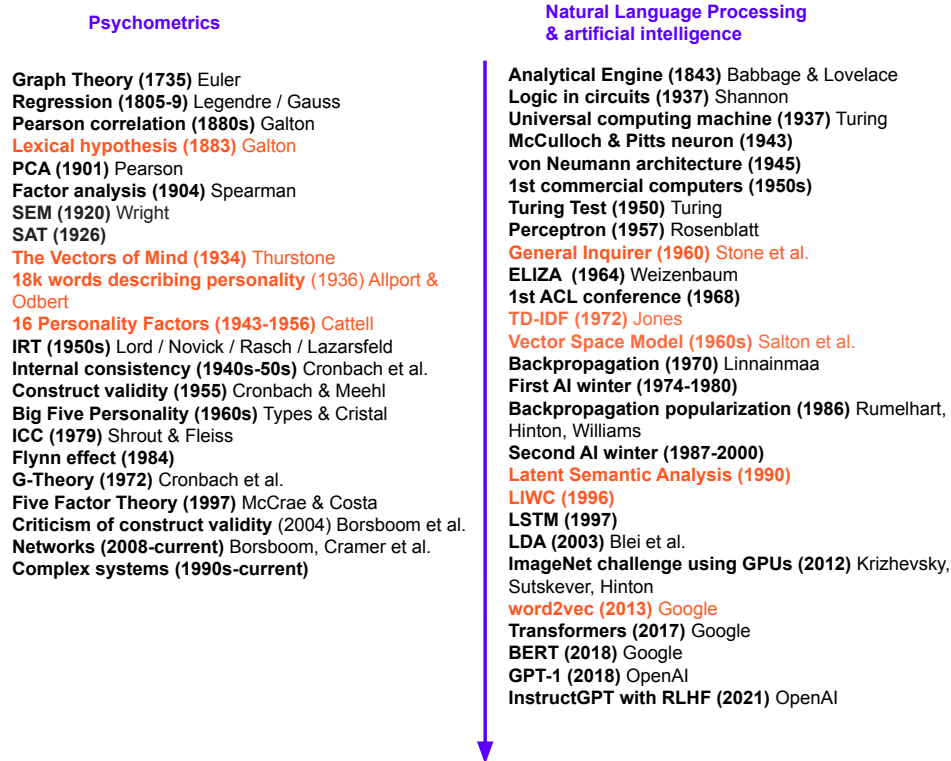 Psychometrics
Graph Theory (1735) Euler
Regression (1805-9) Legendre / Gauss
Pearson correlation (1880s) Galton
Lexical hypothesis (1883) Galton
PCA (1901) Pearson
Factor analysis (1904) Spearman
SEM (1920) Wright
SAT (1926)
The Vectors of Mind (1934) Thurstone
18k words describing personality (1936) Allport &
Odbert
16 Personality Factors (1943-1956) Cattell
IRT (1950s) Lord / Novick / Rasch / Lazarsfeld
Internal consistency (1940s-50s) Cronbach et al.
Construct validity (1955) Cronbach & Meehl
Big Five Personality (1960s) Types & Cristal
ICC (1979) Shrout & Fleiss
Flynn effect (1984)
G-Theory (1972) Cronbach et al.
Five Factor Theory (1997) McCrae & Costa
Criticism of construct validity (2004) Borsboom et al.
Networks (2008-current) Borsboom, Cramer et al.
Complex systems (1990s-current)
Natural Language Processing
& artificial intelligence
Analytical Engine (1843) Babbage & Lovelace
Logic in circuits (1937) Shannon
Universal computing machine (1937) Turing
McCulloch & Pitts neuron (1943)
von Neumann architecture (1945)
1st commercial computers (1950s)
Turing Test (1950) Turing
Perceptron (1957) Rosenblatt
General Inquirer (1960) Stone et al.
ELIZA (1964) Weizenbaum
1st ACL conference (1968)
TD-IDF (1972) Jones
Vector Space Model (1960s) Salton et al.
Backpropagation (1970) Linnainmaa
First AI winter (1974-1980)
Backpropagation popularization (1986) Rumelhart,
Hinton, Williams
Second AI winter (1987-2000)
Latent Semantic Analysis (1990)
LIWC (1996)
LSTM (1997)
LDA (2003) Blei et al.
ImageNet challenge using GPUs (2012) Krizhevsky,
Sutskever, Hinton
word2vec (2013) Google
Transformers (2017) Google
BERT (2018) Google
GPT-1 (2018) OpenAI
InstructGPT with RLHF (2021) OpenAI